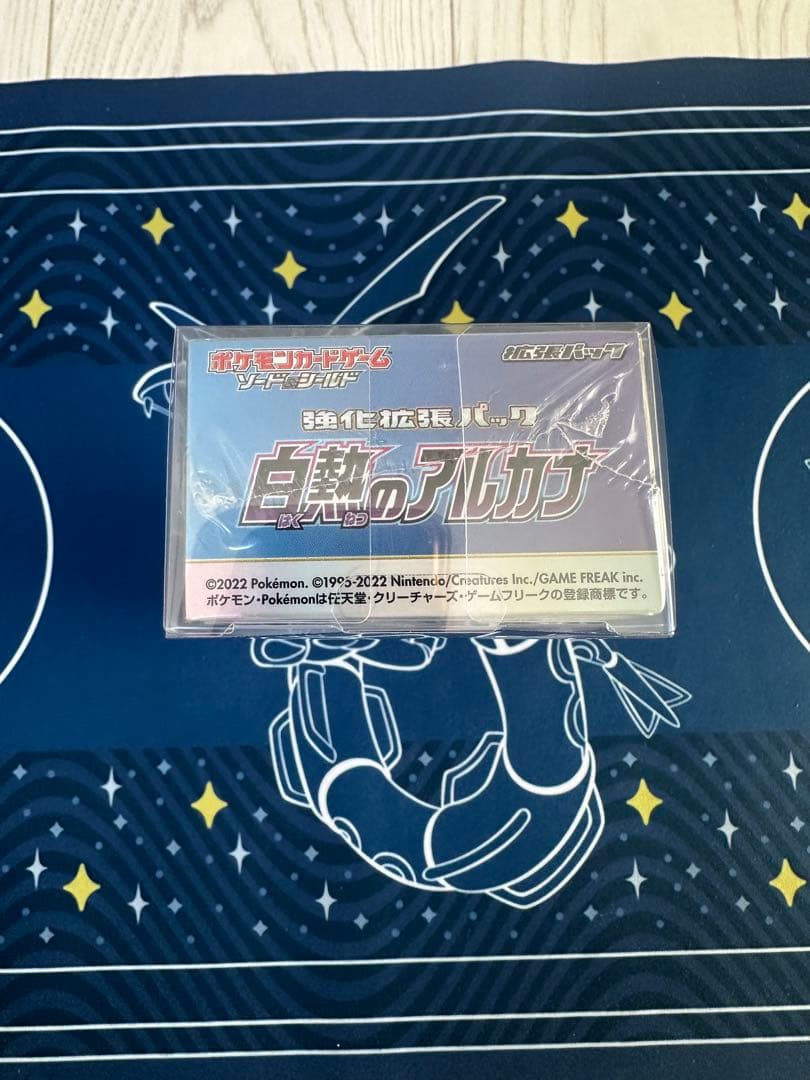 ポケモンカードゲーム 拡張パック
ソード&シールド
強化拡張パック
白熱のアルカナ
はく ねつ
©2022 Pokémon. ©1995-2022 Nintendo/Creatures Inc./GAME FREAK inc.
ポケモン・Pokémonは任天堂・クリーチャーズ・ゲームフリークの登録商標です。